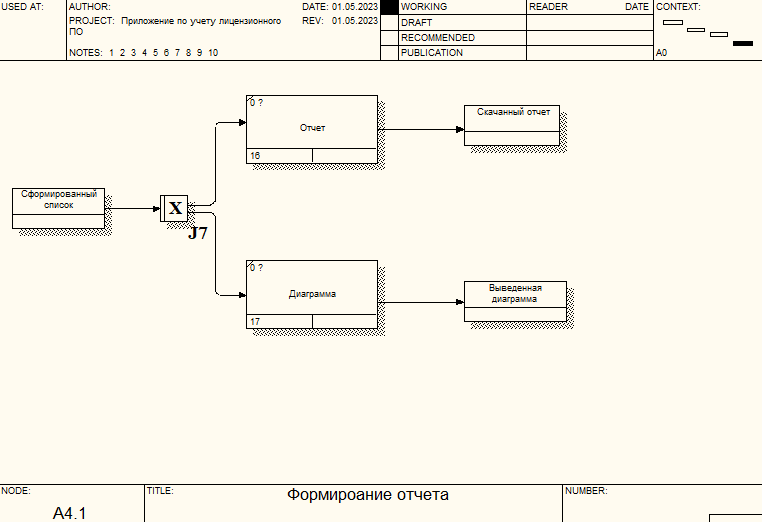 USED AT:
AUTHOR:
DATE: 01.05.2023
WORKING
READER
DATE
CONTEXT:
PROJECT: Приложение по учету лицензионного
ПО
REV: 01.05.2023
DRAFT
RECOMMENDED
NOTES: 1 2 3 4 5 6 7 8 9 10
PUBLICATION
A0
0 ?
Отчет
16
Скачанный отчет
Сформированный
список
X
J7
0 ?
Диаграмма
17
Выведенная
диаграмма
NODE:
TITLE:
Формироание отчета
NUMBER:
A4.1